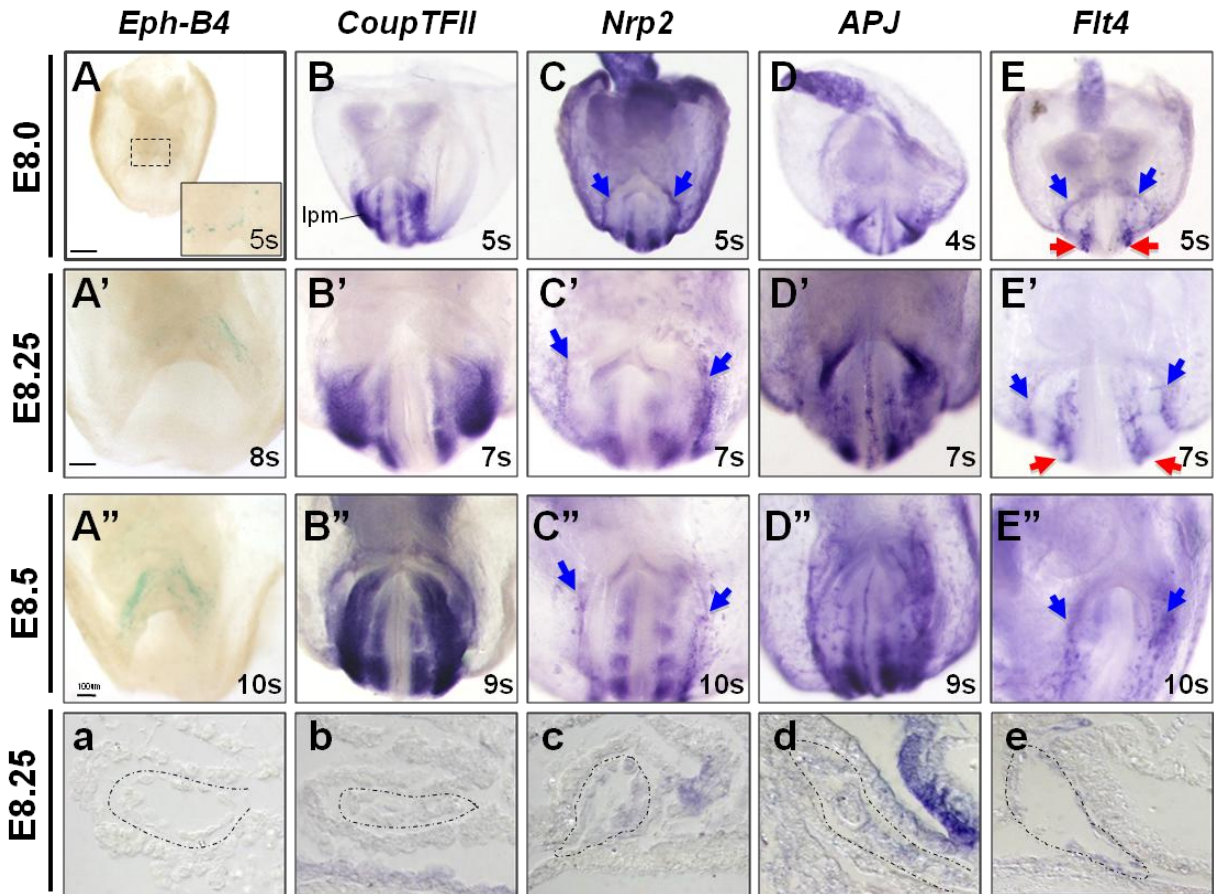 Eph-B4 CoupTFII Nrp2 APJ Flt4
E8.0
A B C D E
lpm
5s 5s 5s 4s 5s
E8.25
A' B' C' D' E'
8s 7s 7s 7s 7s
E8.5
A" B" C" D" E"
100um
10s 9s 10s 9s 10s
E8.25
a b c d e